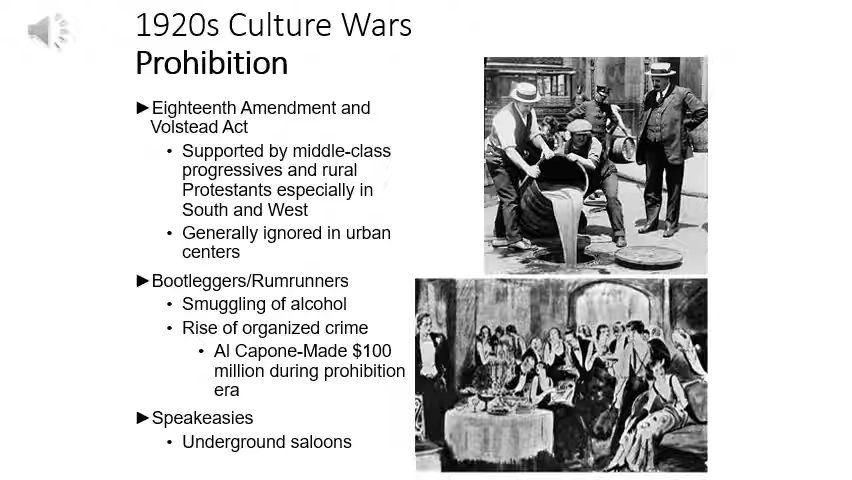 1920s Culture Wars
Prohibition
►Eighteenth Amendment and
Volstead Act
• Supported by middle-class
progressives and rural
Protestants especially in
South and West
• Generally ignored in urban
centers
►Bootleggers/Rumrunners
• Smuggling of alcohol
• Rise of organized crime
• Al Capone-Made $100
million during prohibition
era
►Speakeasies
• Underground saloons